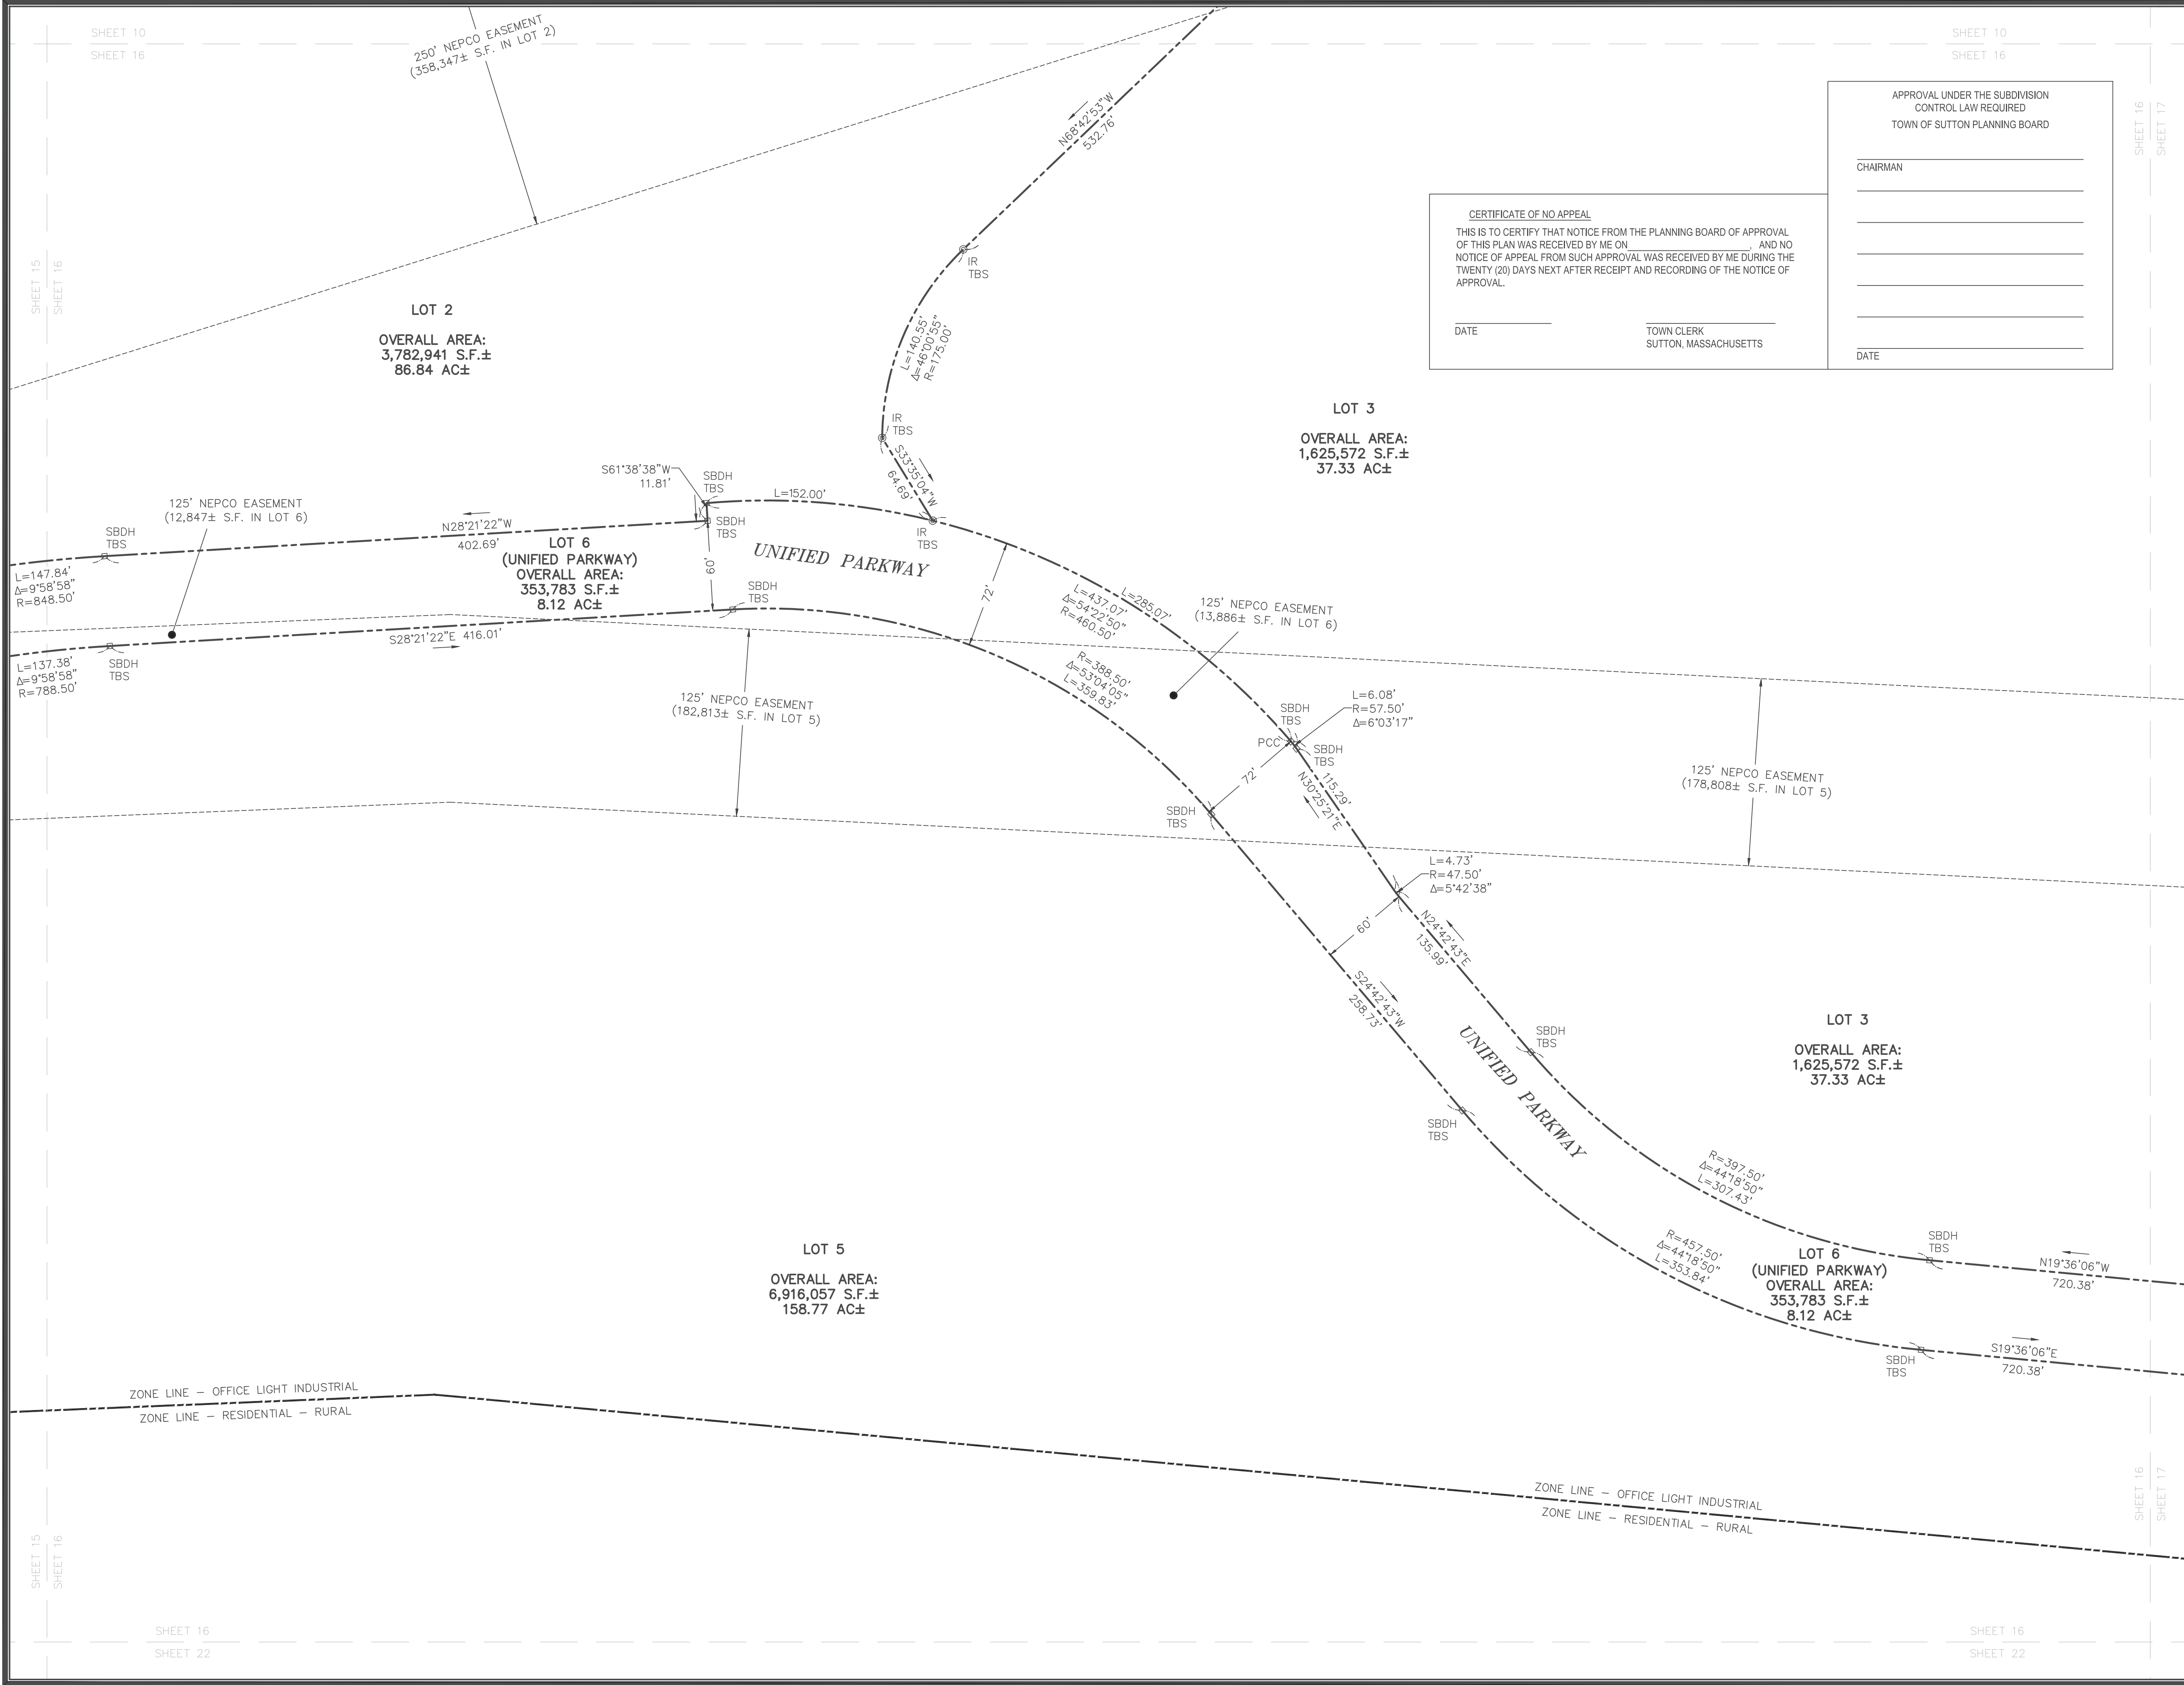 SHEET 10
SHEET 16
250' NEPCO EASEMENT
(358,347± S.F. IN LOT 2)
SHEET 10
SHEET 16
SHEET 16
SHEET 17
N68°42'53"W
532.76'
APPROVAL UNDER THE SUBDIVISION
CONTROL LAW REQUIRED
TOWN OF SUTTON PLANNING BOARD
CHAIRMAN
DATE
CERTIFICATE OF NO APPEAL
THIS IS TO CERTIFY THAT NOTICE FROM THE PLANNING BOARD OF APPROVAL
OF THIS PLAN WAS RECEIVED BY ME ON ____________________, AND NO
NOTICE OF APPEAL FROM SUCH APPROVAL WAS RECEIVED BY ME DURING THE
TWENTY (20) DAYS NEXT AFTER RECEIPT AND RECORDING OF THE NOTICE OF
APPROVAL.
DATE
TOWN CLERK
SUTTON, MASSACHUSETTS
SHEET 15
SHEET 16
IR
TBS
LOT 2
OVERALL AREA:
3,782,941 S.F.±
86.84 AC±
L=140.55'
Δ=46°00'55"
R=175.00'
IR
TBS
LOT 3
OVERALL AREA:
1,625,572 S.F.±
37.33 AC±
S33°35'04"W
64.69'
S61°38'38"W
11.81'
SBDH
TBS
L=152.00'
125' NEPCO EASEMENT
(12,847± S.F. IN LOT 6)
N28°21'22"W
402.69'
SBDH
TBS
SBDH
TBS
IR
TBS
LOT 6
(UNIFIED PARKWAY)
OVERALL AREA:
353,783 S.F.±
8.12 AC±
UNIFIED PARKWAY
60'
L=147.84'
Δ=9°58'58"
R=848.50'
SBDH
TBS
72'
L=285.07'
L=437.07'
Δ=54°22'50"
R=460.50'
125' NEPCO EASEMENT
(13,886± S.F. IN LOT 6)
S28°21'22"E 416.01'
L=137.38'
Δ=9°58'58"
R=788.50'
SBDH
TBS
R=388.50'
Δ=53°04'05"
L=359.83'
125' NEPCO EASEMENT
(182,813± S.F. IN LOT 5)
L=6.08'
R=57.50'
Δ=6°03'17"
SBDH
TBS
PCC
SBDH
TBS
72'
115.29'
N30°25'21"E
125' NEPCO EASEMENT
(178,808± S.F. IN LOT 5)
SBDH
TBS
L=4.73'
R=47.50'
Δ=5°42'38"
60'
N24°42'43"E
135.99'
S24°42'43"W
258.73'
UNIFIED PARKWAY
SBDH
TBS
LOT 3
OVERALL AREA:
1,625,572 S.F.±
37.33 AC±
SBDH
TBS
R=397.50'
Δ=44°18'50"
L=307.43'
R=457.50'
Δ=44°18'50"
L=353.84'
LOT 5
OVERALL AREA:
6,916,057 S.F.±
158.77 AC±
LOT 6
(UNIFIED PARKWAY)
OVERALL AREA:
353,783 S.F.±
8.12 AC±
SBDH
TBS
N19°36'06"W
720.38'
S19°36'06"E
720.38'
SBDH
TBS
ZONE LINE – OFFICE LIGHT INDUSTRIAL
ZONE LINE – RESIDENTIAL – RURAL
ZONE LINE – OFFICE LIGHT INDUSTRIAL
ZONE LINE – RESIDENTIAL – RURAL
SHEET 15
SHEET 16
SHEET 16
SHEET 17
SHEET 16
SHEET 22
SHEET 16
SHEET 22